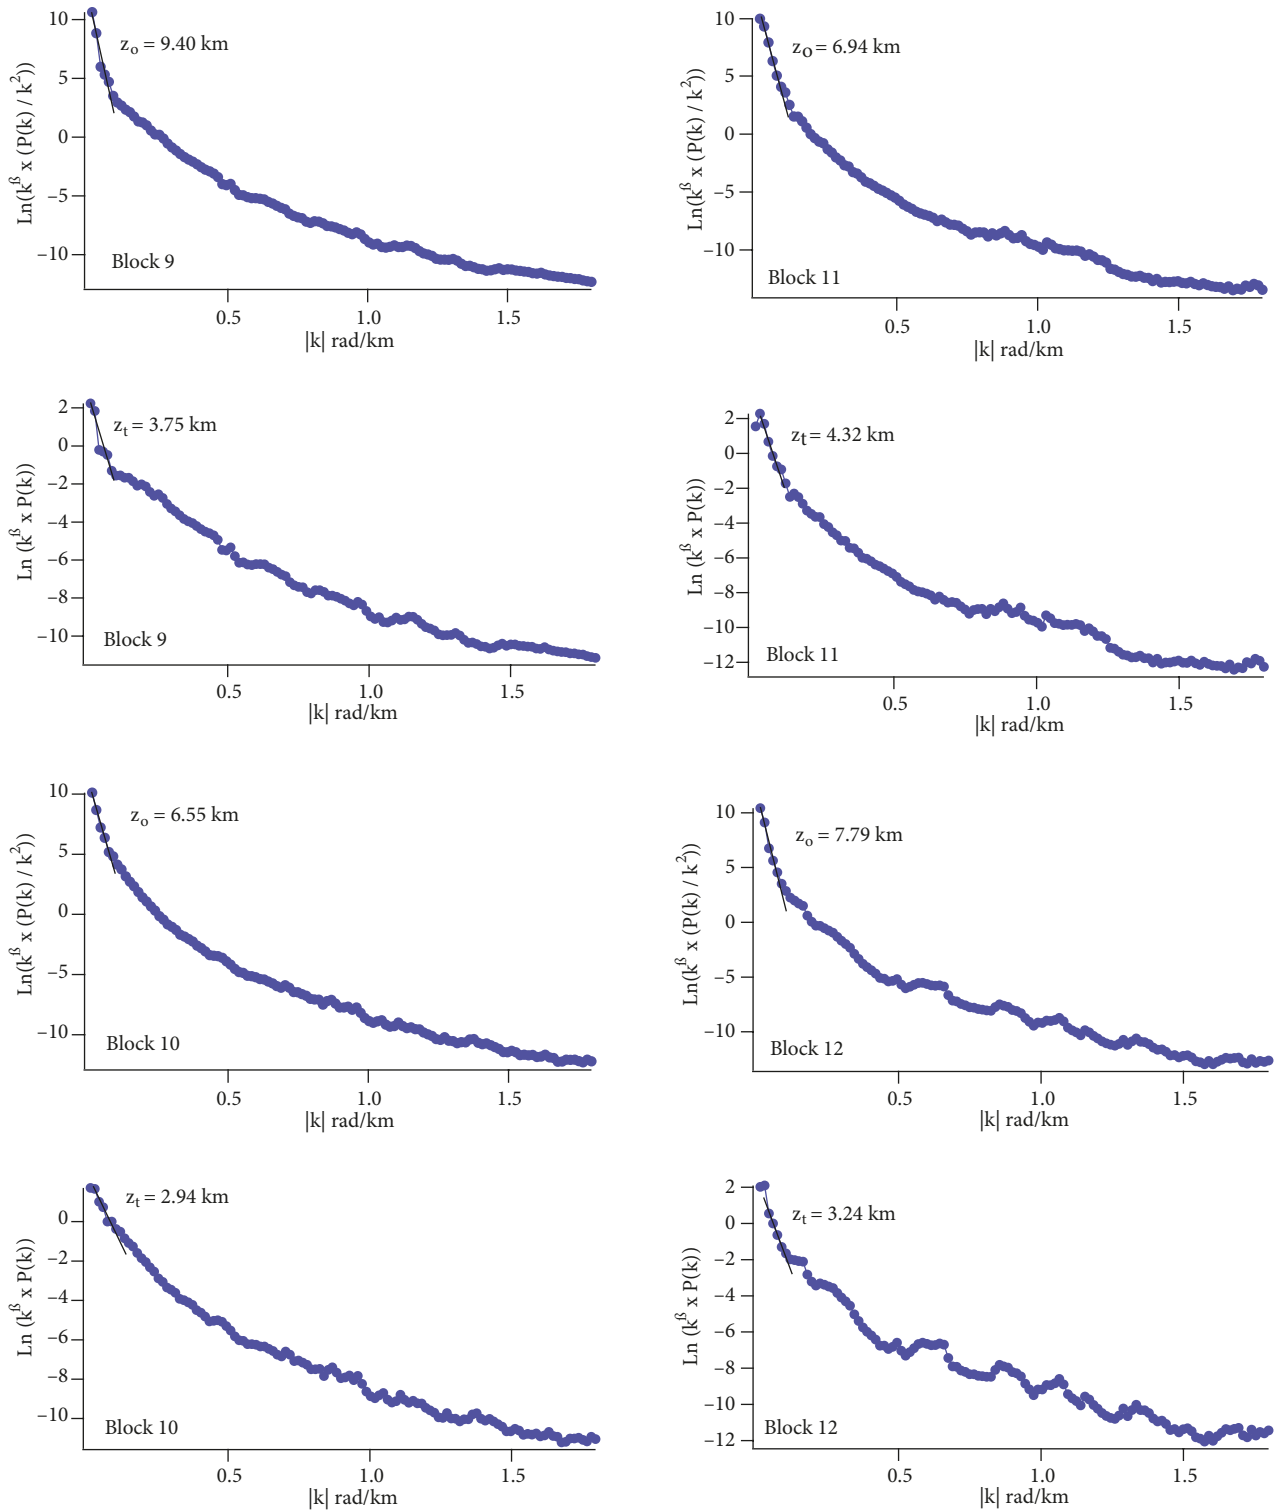 10
5
0
−5
−10
Ln(k^ß x (P(k) / k^2))
z_o = 9.40 km
Block 9
0.5 1.0 1.5
|k| rad/km
10
5
0
−5
−10
Ln(k^ß x (P(k) / k^2))
z_o = 6.94 km
Block 11
0.5 1.0 1.5
|k| rad/km
2
0
−2
−4
−6
−8
−10
Ln (k^ß x P(k))
z_t = 3.75 km
Block 9
0.5 1.0 1.5
|k| rad/km
2
0
−2
−4
−6
−8
−10
−12
Ln (k^ß x P(k))
z_t = 4.32 km
Block 11
0.5 1.0 1.5
|k| rad/km
10
5
0
−5
−10
Ln(k^ß x (P(k) / k^2))
z_o = 6.55 km
Block 10
0.5 1.0 1.5
|k| rad/km
10
5
0
−5
−10
Ln(k^ß x (P(k) / k^2))
z_o = 7.79 km
Block 12
0.5 1.0 1.5
|k| rad/km
0
−2
−4
−6
−8
−10
Ln (k^ß x P(k))
z_t = 2.94 km
Block 10
0.5 1.0 1.5
|k| rad/km
2
0
−2
−4
−6
−8
−10
−12
Ln (k^ß x P(k))
z_t = 3.24 km
Block 12
0.5 1.0 1.5
|k| rad/km